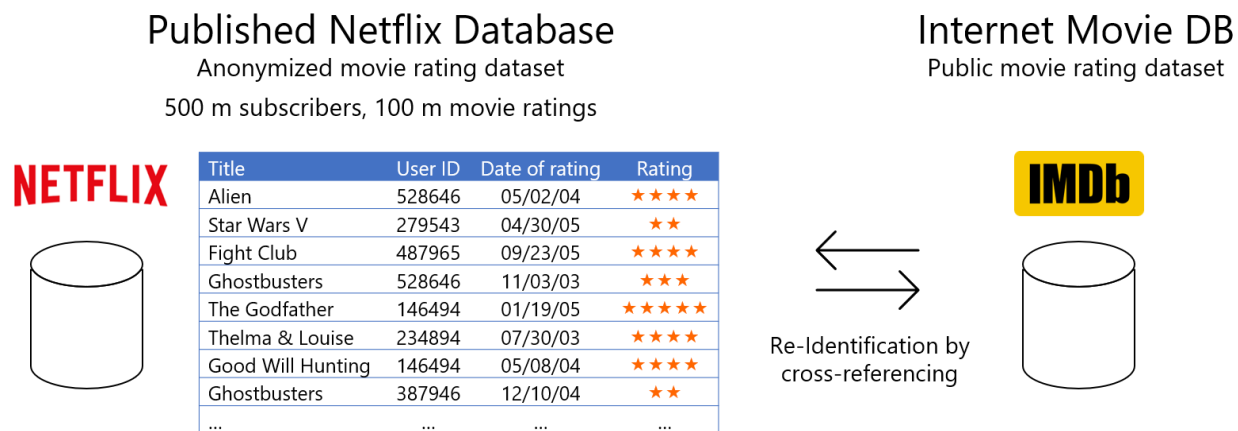 Published Netflix Database
Anonymized movie rating dataset
500 m subscribers, 100 m movie ratings
NETFLIX
Title User ID Date of rating Rating
Alien 528646 05/02/04 ★★★★
Star Wars V 279543 04/30/05 ★★
Fight Club 487965 09/23/05 ★★★★
Ghostbusters 528646 11/03/03 ★★★
The Godfather 146494 01/19/05 ★★★★★
Thelma & Louise 234894 07/30/03 ★★★★
Good Will Hunting 146494 05/08/04 ★★★★
Ghostbusters 387946 12/10/04 ★★
... ... ... ...
Internet Movie DB
Public movie rating dataset
IMDb
Re-Identification by
cross-referencing